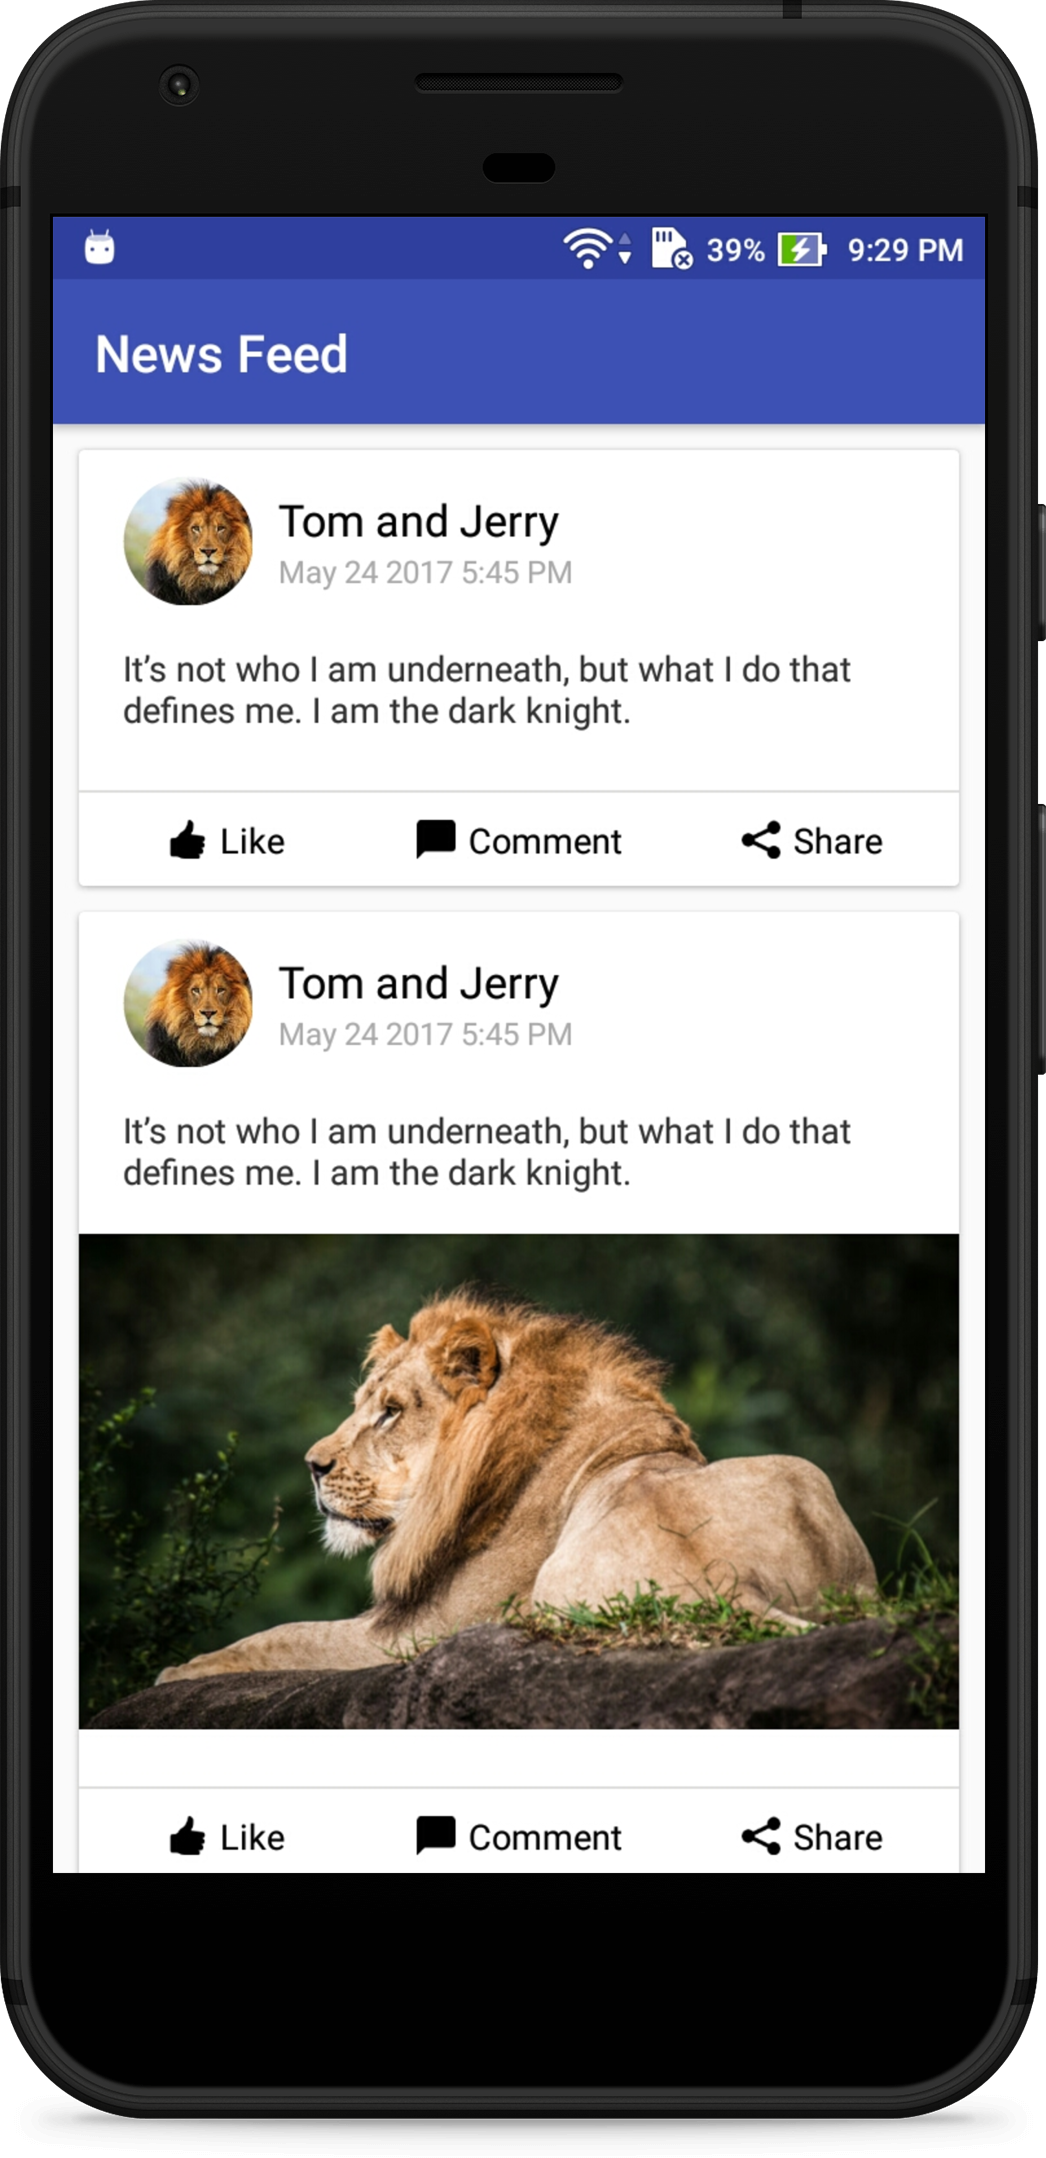 39% 9:29 PM
News Feed
Tom and Jerry
May 24 2017 5:45 PM
It’s not who I am underneath, but what I do that
defines me. I am the dark knight.
Like Comment Share
Tom and Jerry
May 24 2017 5:45 PM
It’s not who I am underneath, but what I do that
defines me. I am the dark knight.
Like Comment Share